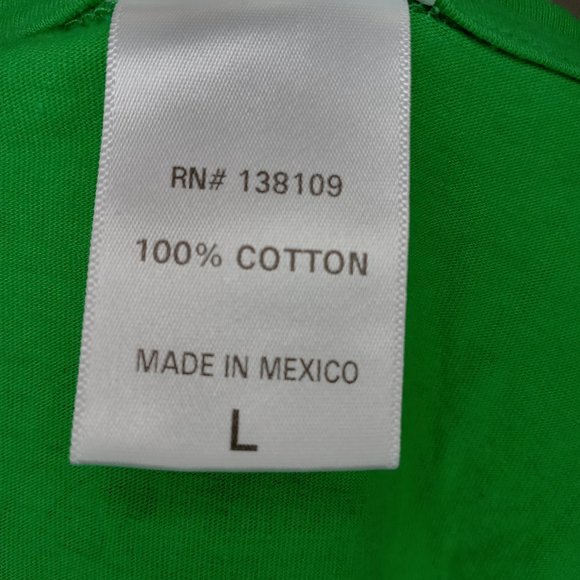 RN# 138109
100% COTTON
MADE IN MEXICO
L